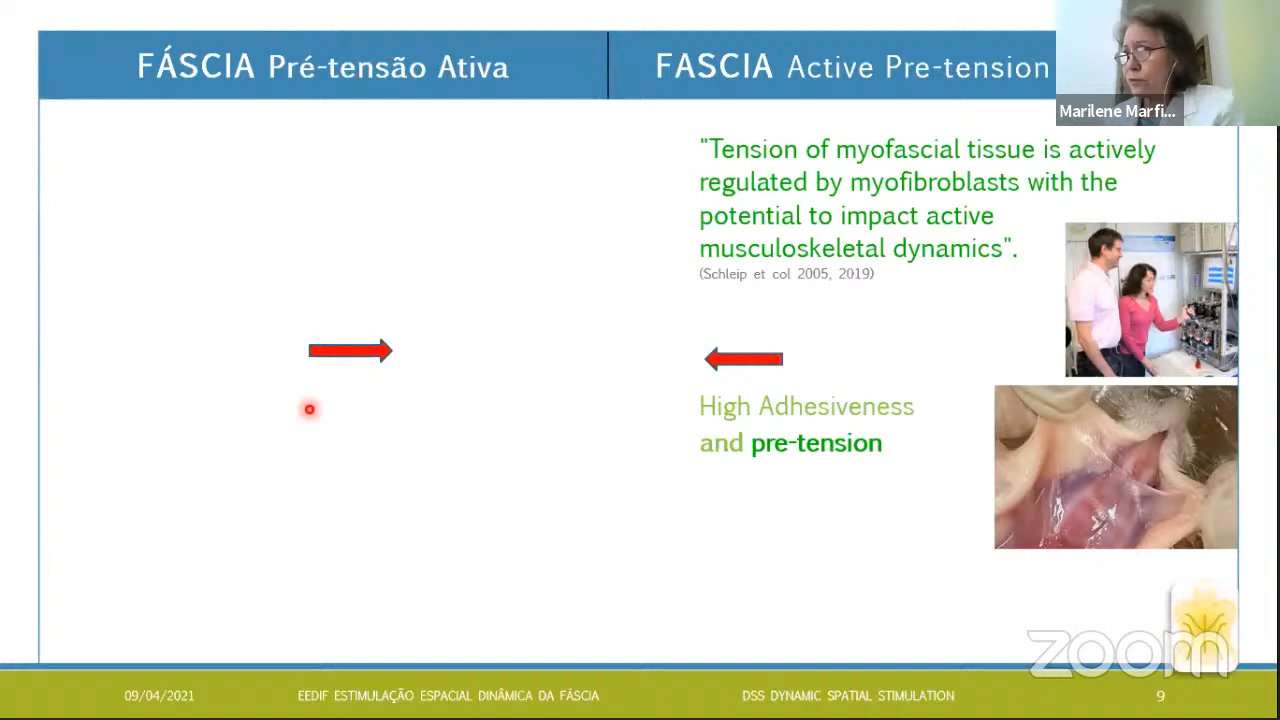 FÁSCIA Pré-tensão Ativa
FASCIA Active Pre-tension
Marilene Marfi...
"Tension of myofascial tissue is actively
regulated by myofibroblasts with the
potential to impact active
musculoskeletal dynamics".
(Schleip et col 2005, 2019)
High Adhesiveness
and pre-tension
zoom
09/04/2021
EEDIF ESTIMULAÇÃO ESPACIAL DINÂMICA DA FÁSCIA
DSS DYNAMIC SPATIAL STIMULATION
9